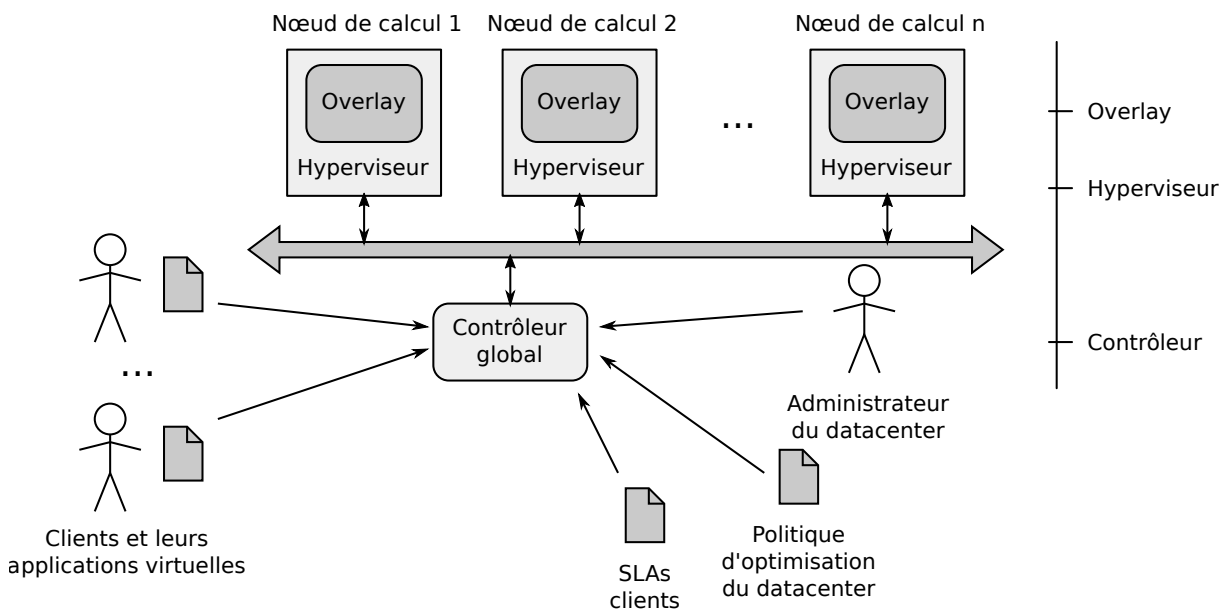 Nœud de calcul 1
Nœud de calcul 2
Nœud de calcul n
Overlay
Overlay
...
Overlay
Overlay
Hyperviseur
Hyperviseur
Hyperviseur
Hyperviseur
Contrôleur
global
Contrôleur
...
Administrateur
du datacenter
Clients et leurs
applications virtuelles
Politique
d'optimisation
du datacenter
SLAs
clients